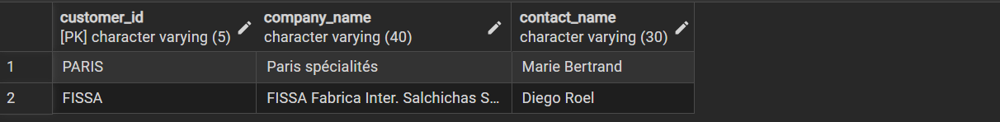 customer_id company_name contact_name
[PK] character varying (5) character varying (40) character varying (30)
1 PARIS Paris spécialités Marie Bertrand
2 FISSA FISSA Fabrica Inter. Salchichas S... Diego Roel